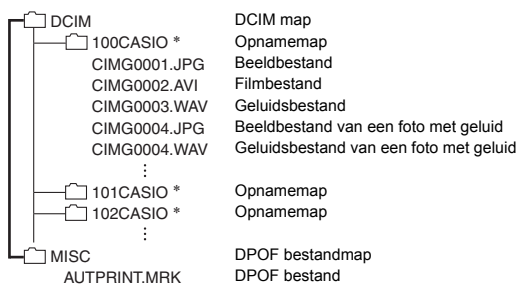 DCIM DCIM map
100CASIO * Opnamemap
CIMG0001.JPG Beeldbestand
CIMG0002.AVI Filmbestand
CIMG0003.WAV Geluidsbestand
CIMG0004.JPG Beeldbestand van een foto met geluid
CIMG0004.WAV Geluidsbestand van een foto met geluid
101CASIO * Opnamemap
102CASIO * Opnamemap
MISC DPOF bestandmap
AUTPRINT.MRK DPOF bestand